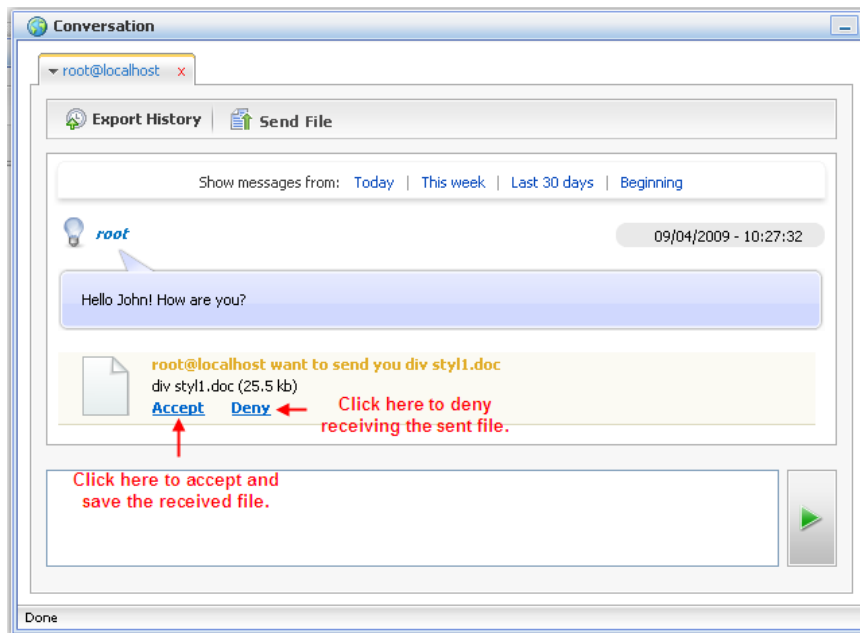 Conversation
root@localhost x
Export History | Send File
Show messages from: Today | This week | Last 30 days | Beginning
root
09/04/2009 - 10:27:32
Hello John! How are you?
root@localhost want to send you div styl1.doc
div styl1.doc (25.5 kb)
Accept Deny
Click here to deny
receiving the sent file.
Click here to accept and
save the received file.
Done